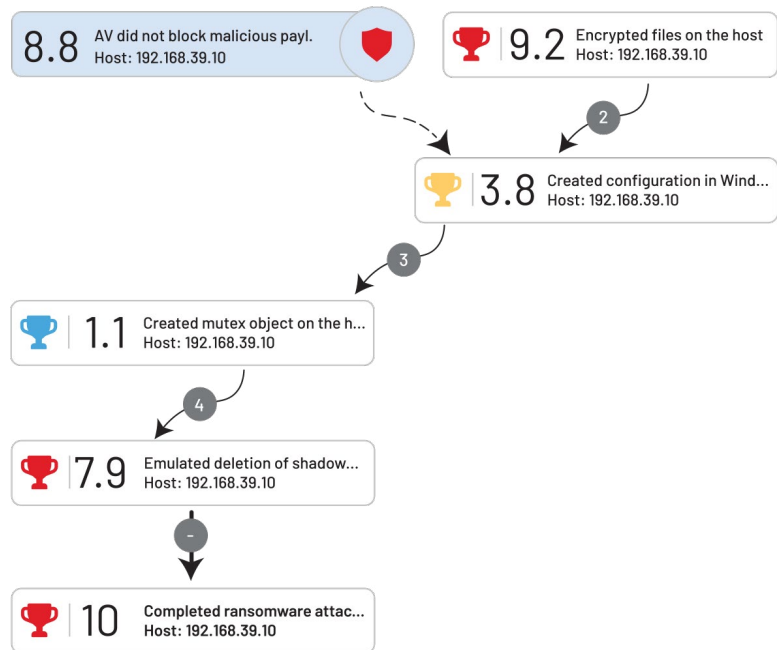 8.8 AV did not block malicious payl.
Host: 192.168.39.10
9.2 Encrypted files on the host
Host: 192.168.39.10
2
3.8 Created configuration in Wind...
Host: 192.168.39.10
3
1.1 Created mutex object on the h...
Host: 192.168.39.10
4
7.9 Emulated deletion of shadow...
Host: 192.168.39.10
-
10 Completed ransomware attac...
Host: 192.168.39.10